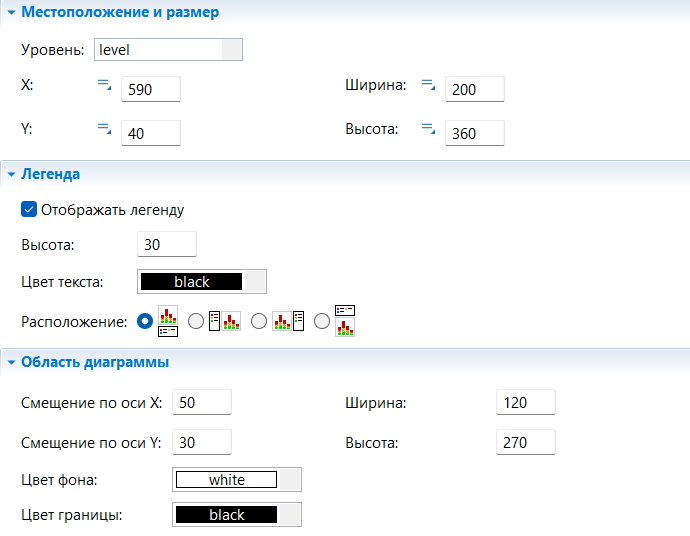 Местоположение и размер
Уровень: level
X: 590 Ширина: 200
Y: 40 Высота: 360
Легенда
Отображать легенду
Высота: 30
Цвет текста: black
Расположение:
Область диаграммы
Смещение по оси X: 50 Ширина: 120
Смещение по оси Y: 30 Высота: 270
Цвет фона: white
Цвет границы: black